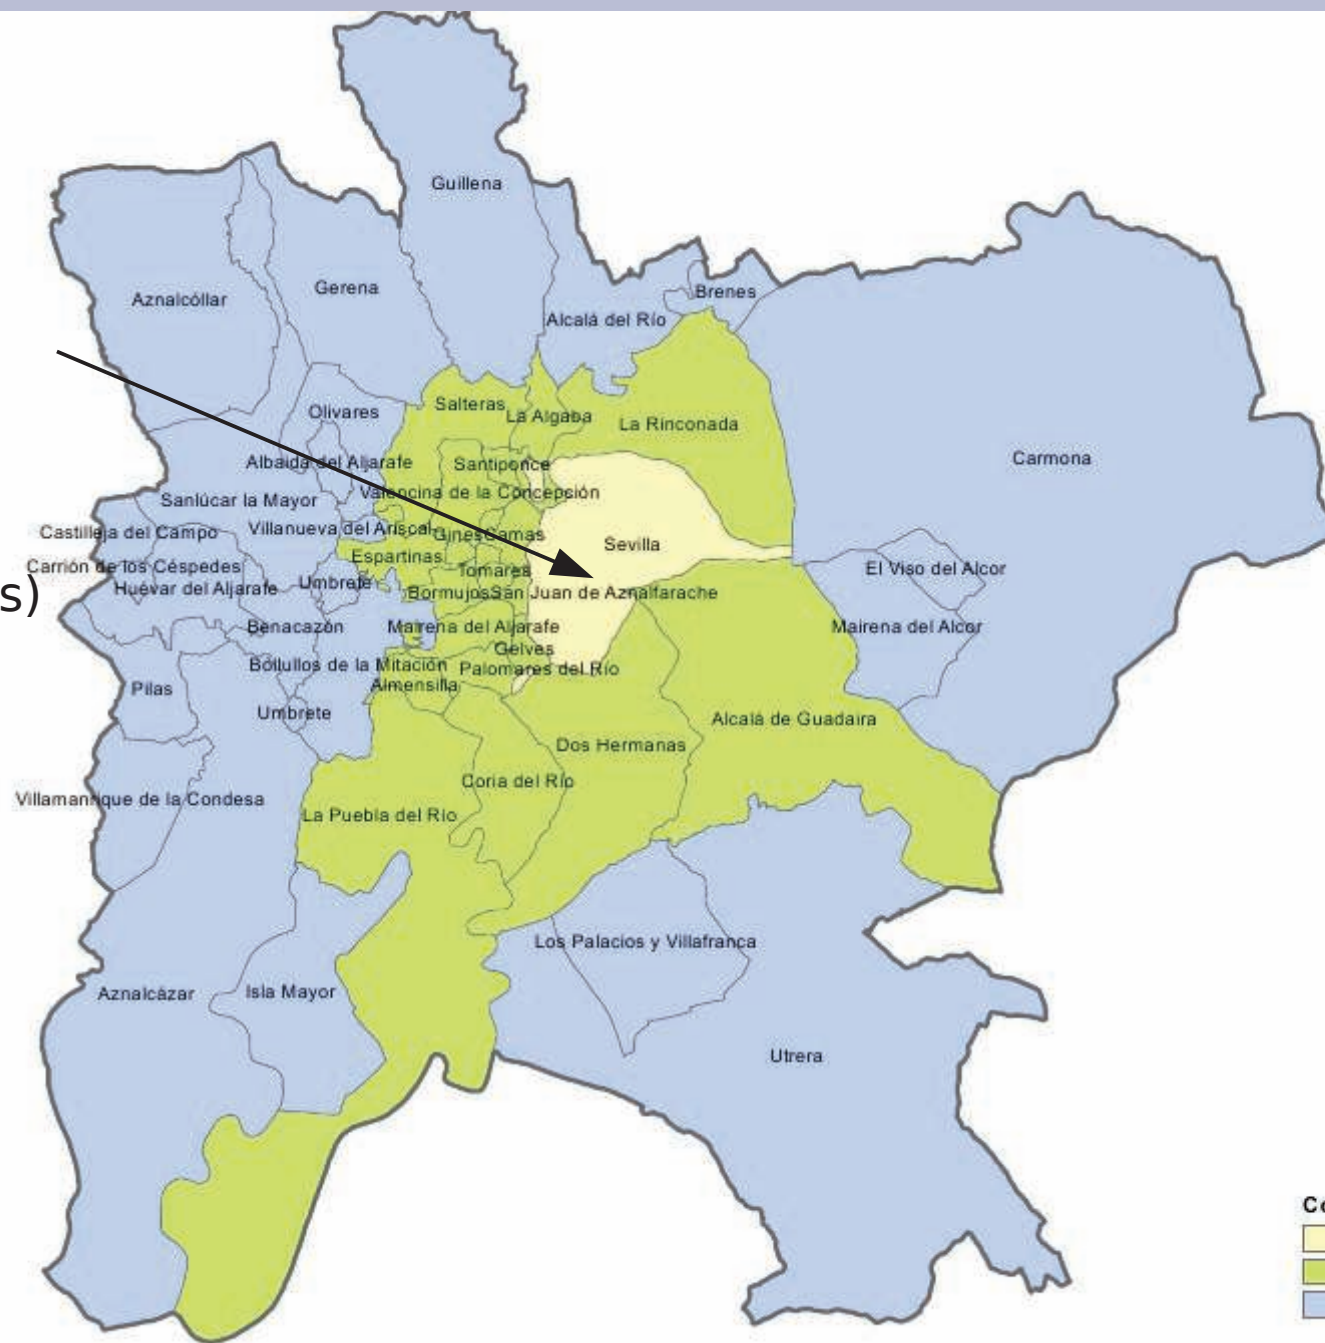 Guillena
Aznalcóllar
Gerena
Brenes
Alcalá del Río
Olivares
Salteras
La Algaba
La Rinconada
Albaida del Aljarafe
Santiponce
Carmona
Sanlúcar la Mayor
Valencina de la Concepción
Castilleja del Campo
Villanueva del Ariscal
Gines
Camas
Sevilla
Espartinas
Carrión de los Céspedes
Tomares
El Viso del Alcor
Huévar del Aljarafe
Umbrete
Bormujos
San Juan de Aznalfarache
s)
Benacazón
Mairena del Aljarafe
Mairena del Alcor
Gelves
Bollullos de la Mitación
Palomares del Río
Pilas
Almensilla
Umbrete
Alcalá de Guadaira
Dos Hermanas
Coria del Río
Villamanrique de la Condesa
La Puebla del Río
Los Palacios y Villafranca
Aznalcázar
Isla Mayor
Utrera
Co